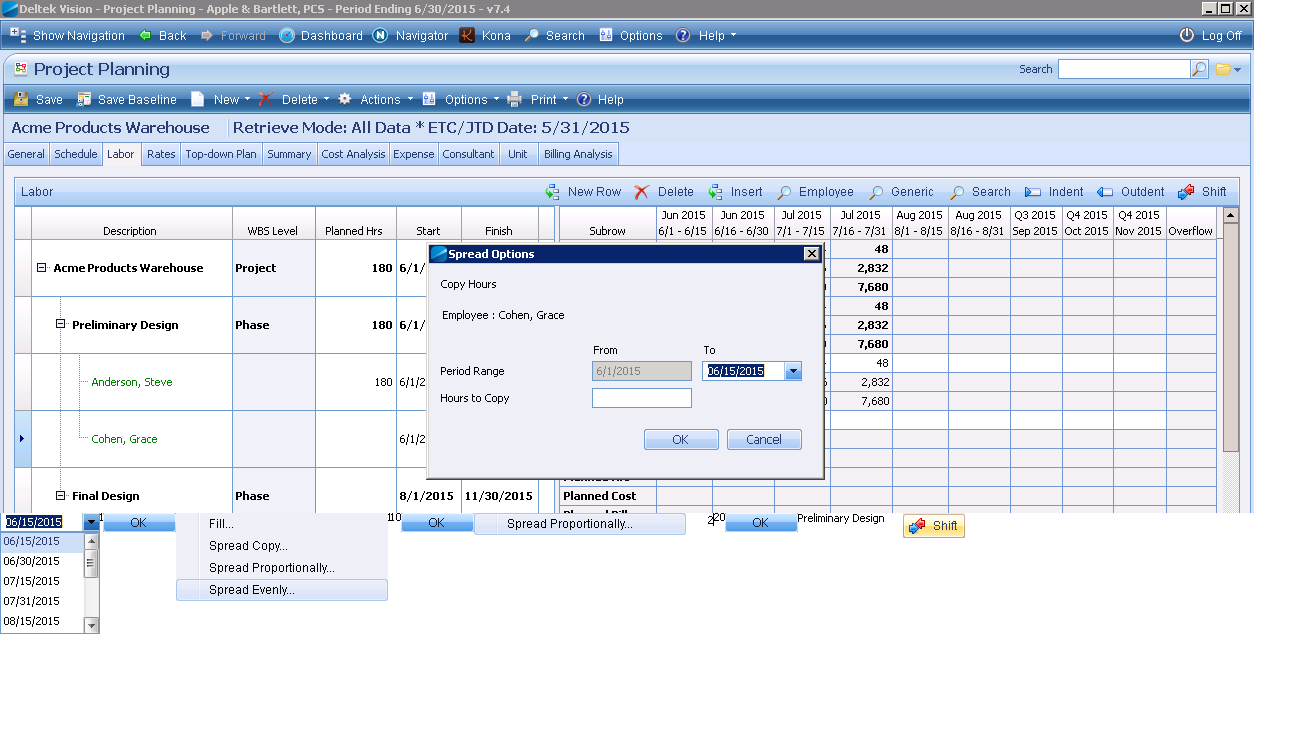 Deltek Vision - Project Planning - Apple & Bartlett, PCS - Period Ending 6/30/2015 - v7.4
Show Navigation Back Forward Dashboard Navigator Kona Search Options Help Log Off
Project Planning Search
Save Save Baseline New Delete Actions Options Print Help
Acme Products Warehouse Retrieve Mode: All Data * ETC/JTD Date: 5/31/2015
General Schedule Labor Rates Top-down Plan Summary Cost Analysis Expense Consultant Unit Billing Analysis
Labor New Row Delete Insert Employee Generic Search Indent Outdent Shift
Jun 2015 Jun 2015 Jul 2015 Jul 2015 Aug 2015 Aug 2015 Q3 2015 Q4 2015 Q4 2015
Description WBS Level Planned Hrs Start Finish Subrow 6/1 - 6/15 6/16 - 6/30 7/1 - 7/15 7/16 - 7/31 8/1 - 8/15 8/16 - 8/31 Sep 2015 Oct 2015 Nov 2015 Overflow
48
Acme Products Warehouse Project 180 6/1/ 2,832
7,680
48
Preliminary Design Phase 180 6/1/ 2,832
7,680
48
Anderson, Steve 180 6/1/2 2,832
7,680
Cohen, Grace 6/1/2
Final Design Phase 8/1/2015 11/30/2015 Planned Cost
Spread Options
Copy Hours
Employee : Cohen, Grace
From To
Period Range 6/1/2015 06/15/2015
Hours to Copy
OK Cancel
06/15/2015 1 OK Fill... 10 OK Spread Proportionally... 2 20 OK Preliminary Design Shift
06/15/2015
06/30/2015
07/15/2015
07/31/2015
08/15/2015
Spread Copy...
Spread Proportionally...
Spread Evenly...